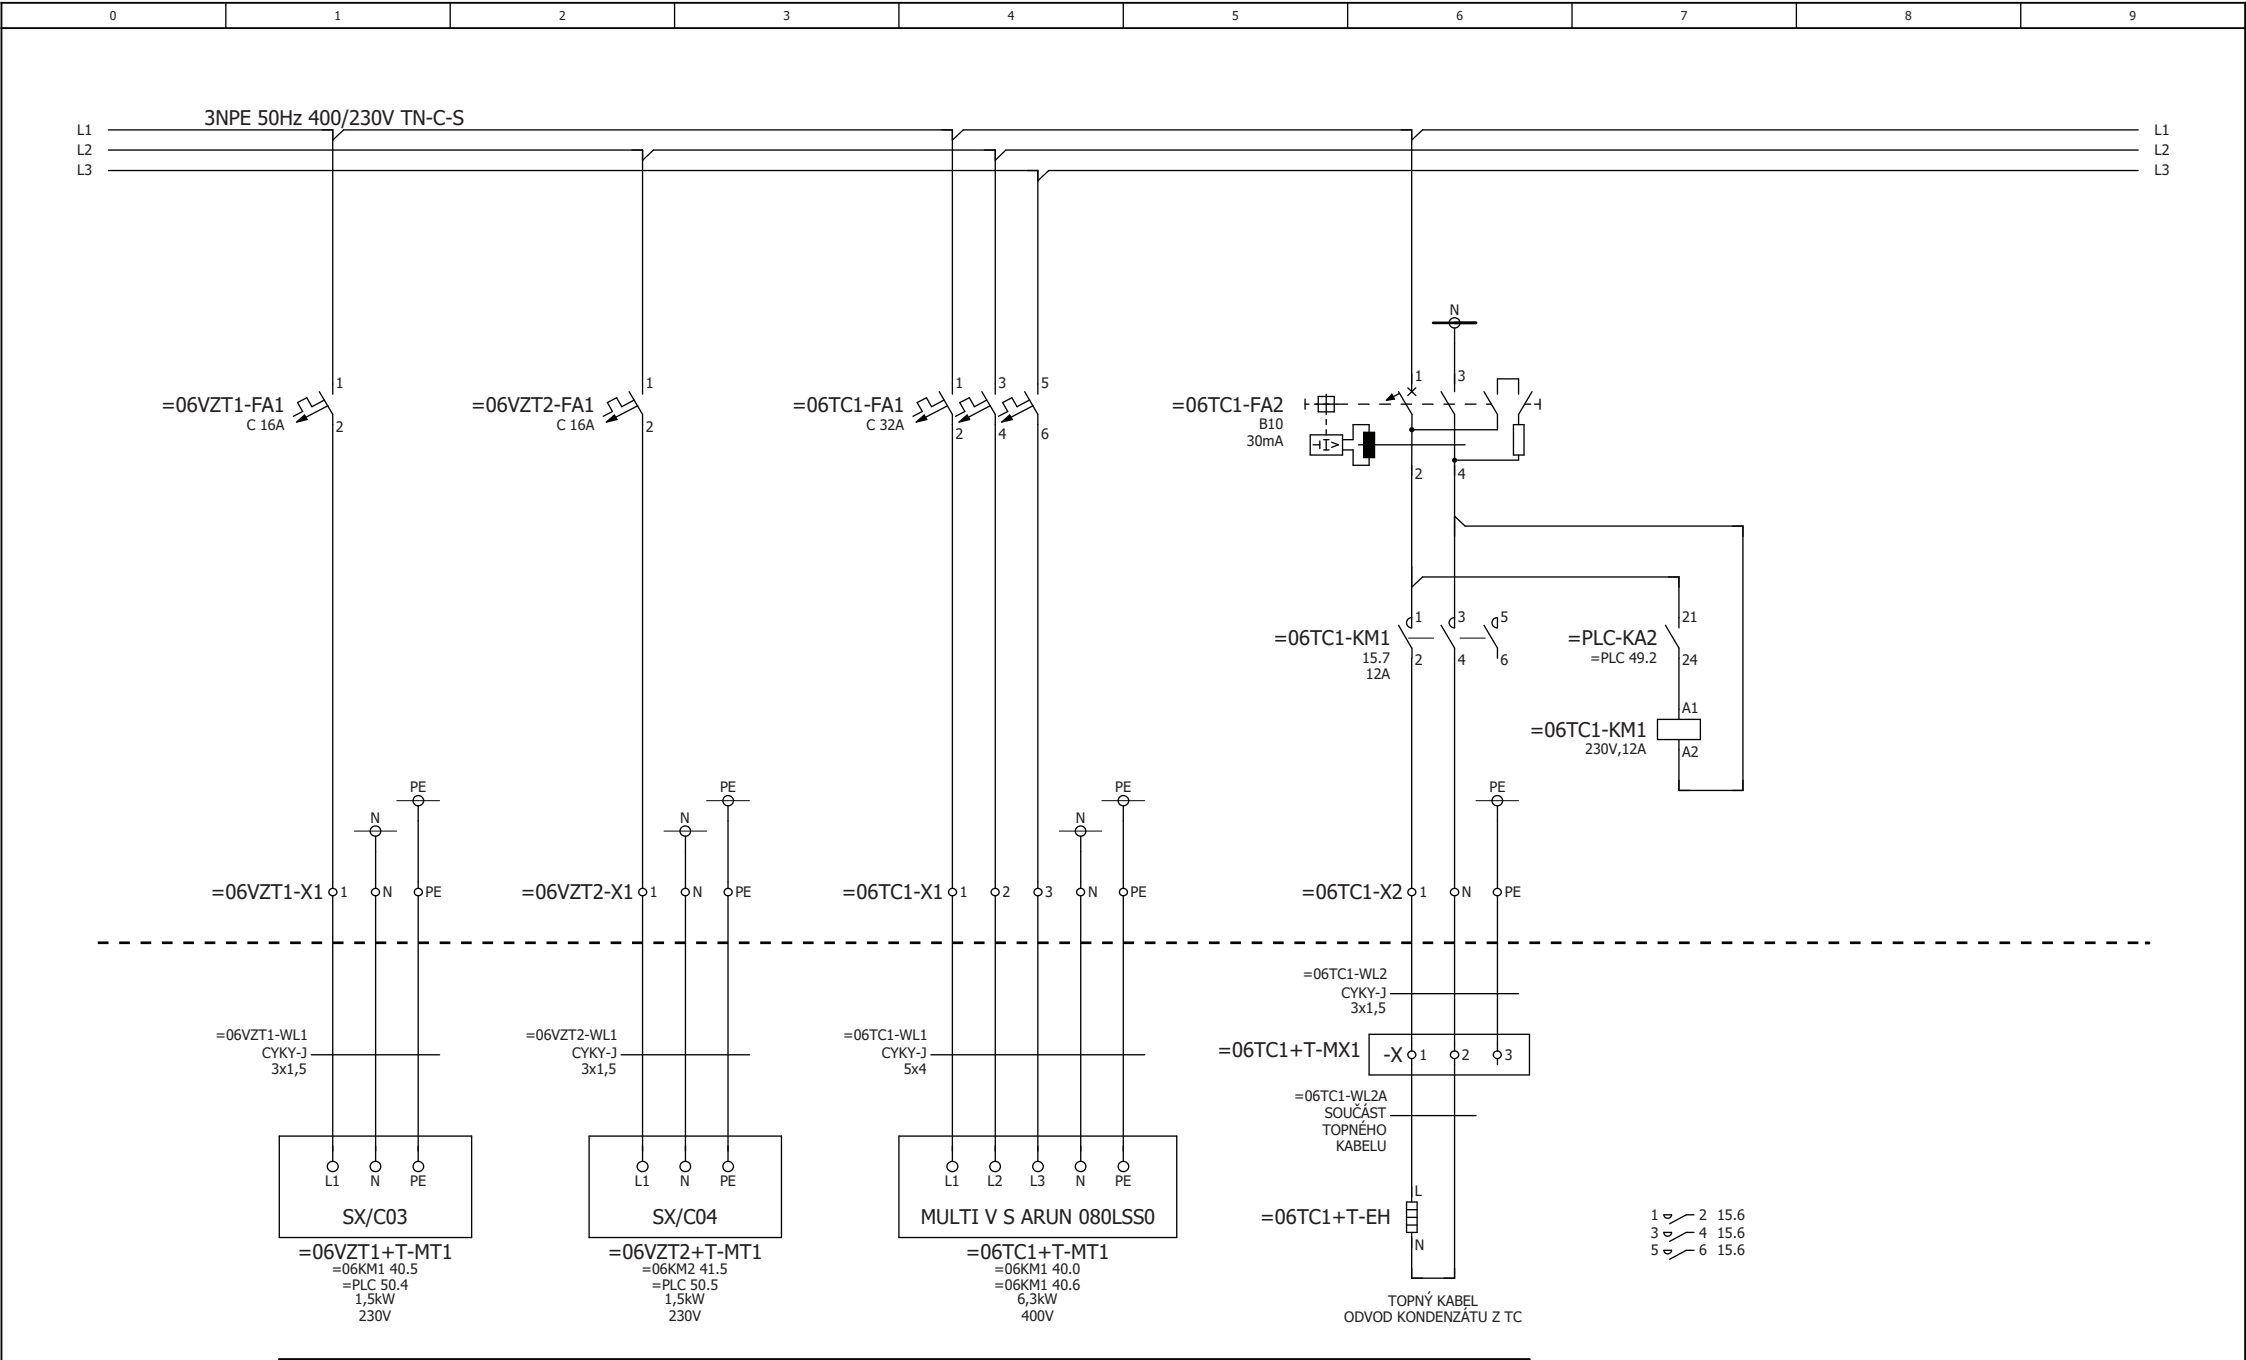 0 1 2 3 4 5 6 7 8 9
3NPE 50Hz 400/230V TN-C-S
L1 L1
L2 L2
L3 L3
N
1 1 1 3 5 1 3
=06VZT1-FA1 =06VZT2-FA1 =06TC1-FA1 =06TC1-FA2
C 16A C 16A C 32A B10
2 2 2 4 6
30mA I>
2 4
1 3 5 21
=06TC1-KM1 =PLC-KA2
15.7 =PLC 49.2
2 4 6 24
12A
A1
=06TC1-KM1
230V,12A A2
PE PE PE PE
N N N
=06VZT1-X1 1 N PE =06VZT2-X1 1 N PE =06TC1-X1 1 2 3 N PE =06TC1-X2 1 N PE
=06TC1-WL2
CYKY-J
3x1,5
=06VZT1-WL1 =06VZT2-WL1 =06TC1-WL1
CYKY-J CYKY-J CYKY-J
3x1,5 3x1,5 5x4
=06TC1+T-MX1 -X 1 2 3
=06TC1-WL2A
SOUČÁST
TOPNÉHO
KABELU
L1 N PE L1 N PE L1 L2 L3 N PE
L
SX/C03 SX/C04 MULTI V S ARUN 080LSS0 =06TC1+T-EH
N
1 2 15.6
3 4 15.6
5 6 15.6
=06VZT1+T-MT1 =06VZT2+T-MT1 =06TC1+T-MT1
=06KM1 40.5 =06KM2 41.5 =06KM1 40.0
=PLC 50.4 =PLC 50.5 =06KM1 40.6
1,5kW 1,5kW 6,3kW
230V 230V 400V
TOPNÝ KABEL
ODVOD KONDENZÁTU Z TC